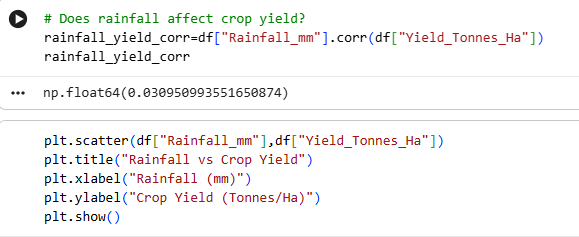 # Does rainfall affect crop yield?
rainfall_yield_corr=df["Rainfall_mm"].corr(df["Yield_Tonnes_Ha"])
rainfall_yield_corr
np.float64(0.030950993551650874)
plt.scatter(df["Rainfall_mm"],df["Yield_Tonnes_Ha"])
plt.title("Rainfall vs Crop Yield")
plt.xlabel("Rainfall (mm)")
plt.ylabel("Crop Yield (Tonnes/Ha)")
plt.show()